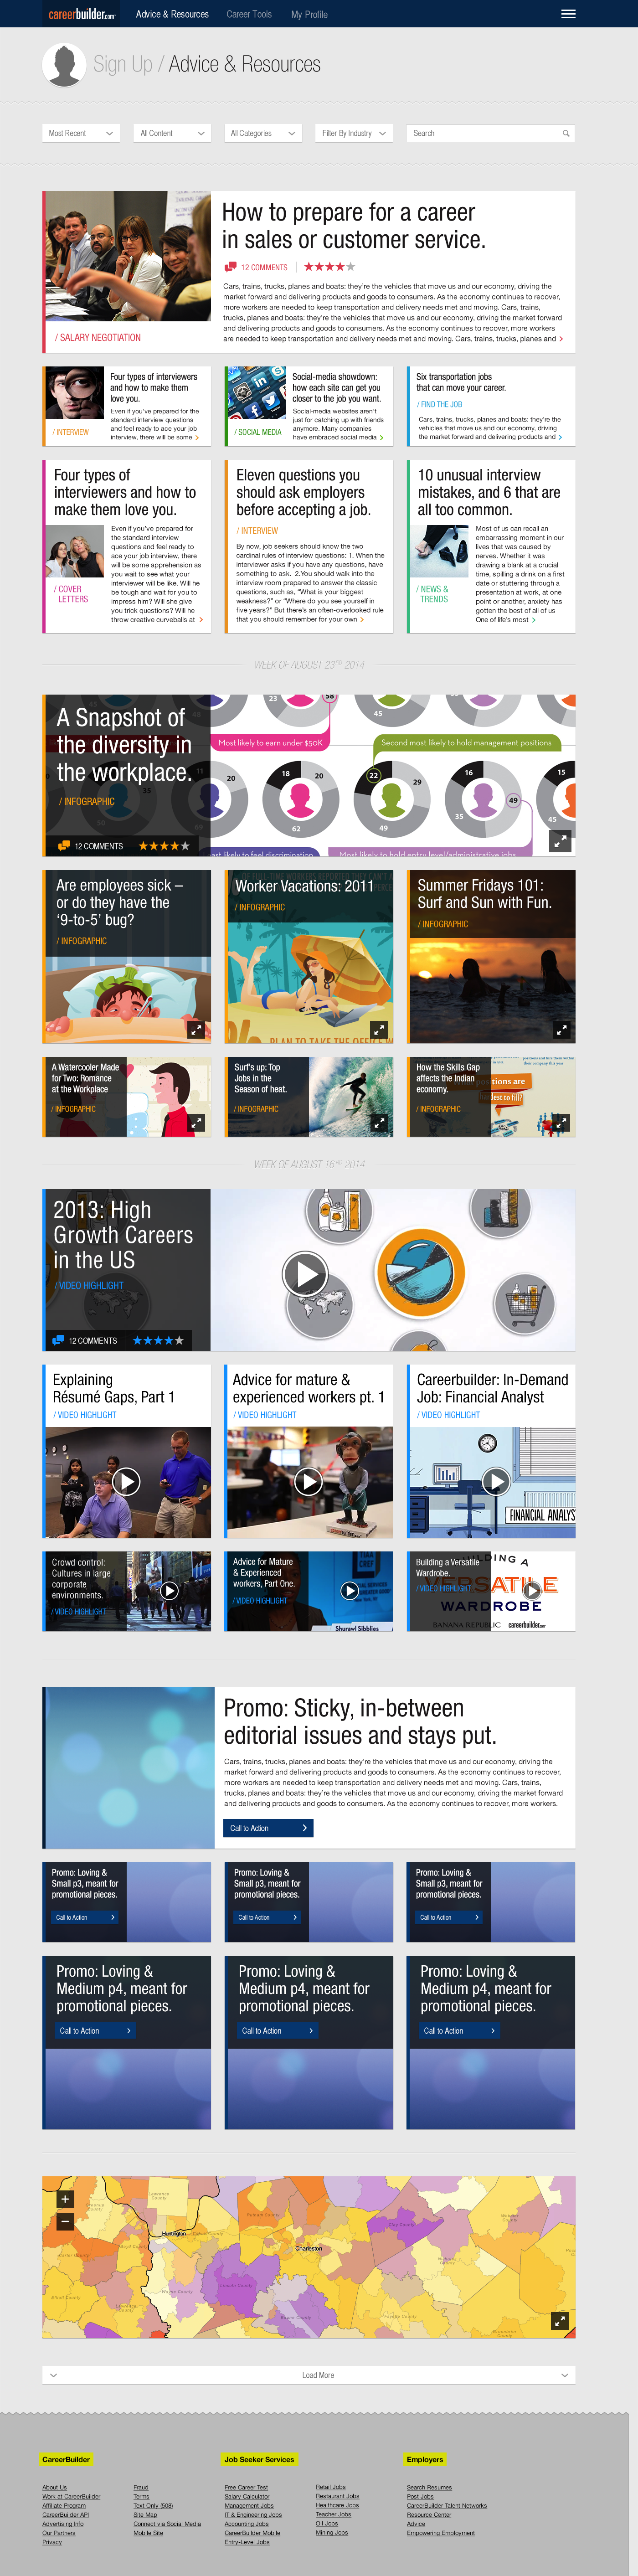 careerbuilder.com
Advice & Resources
Career Tools
My Profile
Sign Up / Advice & Resources
Most Recent
All Content
All Categories
Filter By Industry
Search
How to prepare for a career
in sales or customer service.
12 COMMENTS
Cars, trains, trucks, planes and boats: they're the vehicles that move us and our economy, driving the
market forward and delivering products and goods to consumers. As the economy continues to recover,
more workers are needed to keep transportation and delivery needs met and moving. Cars, trains,
trucks, planes and boats: they're the vehicles that move us and our economy, driving the market forward
and delivering products and goods to consumers. As the economy continues to recover, more workers
are needed to keep transportation and delivery needs met and moving. Cars, trains, trucks, planes and
/ SALARY NEGOTIATION
Four types of interviewers
and how to make them
love you.
Even if you've prepared for the
standard interview questions
and feel ready to ace your job
interview, there will be some
/ INTERVIEW
Social-media showdown:
how each site can get you
closer to the job you want.
Social-media websites aren't
just for catching up with friends
anymore. Many companies
have embraced social media
/ SOCIAL MEDIA
Six transportation jobs
that can move your career.
/ FIND THE JOB
Cars, trains, trucks, planes and boats: they're the
vehicles that move us and our economy, driving
the market forward and delivering products and
Four types of
interviewers and how to
make them love you.
Even if you've prepared for
the standard interview
questions and feel ready to
ace your job interview, there
will be some apprehension as
you wait to see what your
interviewer will be like. Will he
be tough and wait for you to
impress him? Will she give
you trick questions? Will he
throw creative curveballs at
/ COVER
LETTERS
Eleven questions you
should ask employers
before accepting a job.
/ INTERVIEW
By now, job seekers should know the two
cardinal rules of interview questions: 1. When the
interviewer asks if you have any questions, have
something to ask. 2.You should walk into the
interview room prepared to answer the classic
questions, such as, "What is your biggest
weakness?" or "Where do you see yourself in
five years?" But there's an often-overlooked rule
that you should remember for your own
10 unusual interview
mistakes, and 6 that are
all too common.
Most of us can recall an
embarrassing moment in our
lives that was caused by
nerves. Whether it was
drawing a blank at a crucial
time, spilling a drink on a first
date or stuttering through a
presentation at work, at one
point or another, anxiety has
gotten the best of all of us
One of life's most
/ NEWS &
TRENDS
WEEK OF AUGUST 23RD, 2014
A Snapshot of
the diversity in
the workplace.
/ INFOGRAPHIC
12 COMMENTS
23
58
45
Most likely to earn under $50K
Second most likely to hold management positions
35
11
20
18
20
62
22
29
49
16
35
49
15
45
ast likely to feel discrimination
Most likely to hold entry level/administrative jobs
Are employees sick –
or do they have the
'9-to-5' bug?
/ INFOGRAPHIC
Worker Vacations: 2011
/ INFOGRAPHIC
PLAN TO TAKE THE OFFICE W
Summer Fridays 101:
Surf and Sun with Fun.
/ INFOGRAPHIC
A Watercooler Made
for Two: Romance
at the Workplace
/ INFOGRAPHIC
Surf's up: Top
Jobs in the
Season of heat.
/ INFOGRAPHIC
How the Skills Gap
affects the Indian
economy.
/ INFOGRAPHIC
positions are
hardest to fill?
WEEK OF AUGUST 16RD, 2014
2013: High
Growth Careers
in the US
/ VIDEO HIGHLIGHT
12 COMMENTS
Explaining
Résumé Gaps, Part 1
/ VIDEO HIGHLIGHT
Advice for mature &
experienced workers pt. 1
/ VIDEO HIGHLIGHT
Careerbuilder: In-Demand
Job: Financial Analyst
/ VIDEO HIGHLIGHT
FINANCIAL ANALYS
Crowd control:
Cultures in large
corporate
environments.
/ VIDEO HIGHLIGHT
Advice for Mature
& Experienced
workers, Part One.
/ VIDEO HIGHLIGHT
Shurawl Sibblies
Building a Versatile
Wardrobe.
/ VIDEO HIGHLIGHT
LDING A
VERSATILE
WARDROBE
BANANA REPUBLIC
careerbuilder.com
Promo: Sticky, in-between
editorial issues and stays put.
Cars, trains, trucks, planes and boats: they're the vehicles that move us and our economy, driving the
market forward and delivering products and goods to consumers. As the economy continues to recover,
more workers are needed to keep transportation and delivery needs met and moving. Cars, trains,
trucks, planes and boats: they're the vehicles that move us and our economy, driving the market forward
and delivering products and goods to consumers. As the economy continues to recover, more workers.
Call to Action
Promo: Loving &
Small p3, meant for
promotional pieces.
Call to Action
Promo: Loving &
Small p3, meant for
promotional pieces.
Call to Action
Promo: Loving &
Small p3, meant for
promotional pieces.
Call to Action
Promo: Loving &
Medium p4, meant for
promotional pieces.
Call to Action
Promo: Loving &
Medium p4, meant for
promotional pieces.
Call to Action
Promo: Loving &
Medium p4, meant for
promotional pieces.
Call to Action
Huntington
Charleston
Load More
CareerBuilder
About Us
Work at CareerBuilder
Affiliate Program
CareerBuilder API
Advertising Info
Our Partners
Privacy
Fraud
Terms
Text Only (508)
Site Map
Connect via Social Media
Mobile Site
Job Seeker Services
Free Career Test
Salary Calculator
Management Jobs
IT & Engineering Jobs
Accounting Jobs
CareerBuilder Mobile
Entry-Level Jobs
Retail Jobs
Restaurant Jobs
Healthcare Jobs
Teacher Jobs
Oil Jobs
Mining Jobs
Employers
Search Resumes
Post Jobs
CareerBuilder Talent Networks
Resource Center
Advice
Empowering Employment